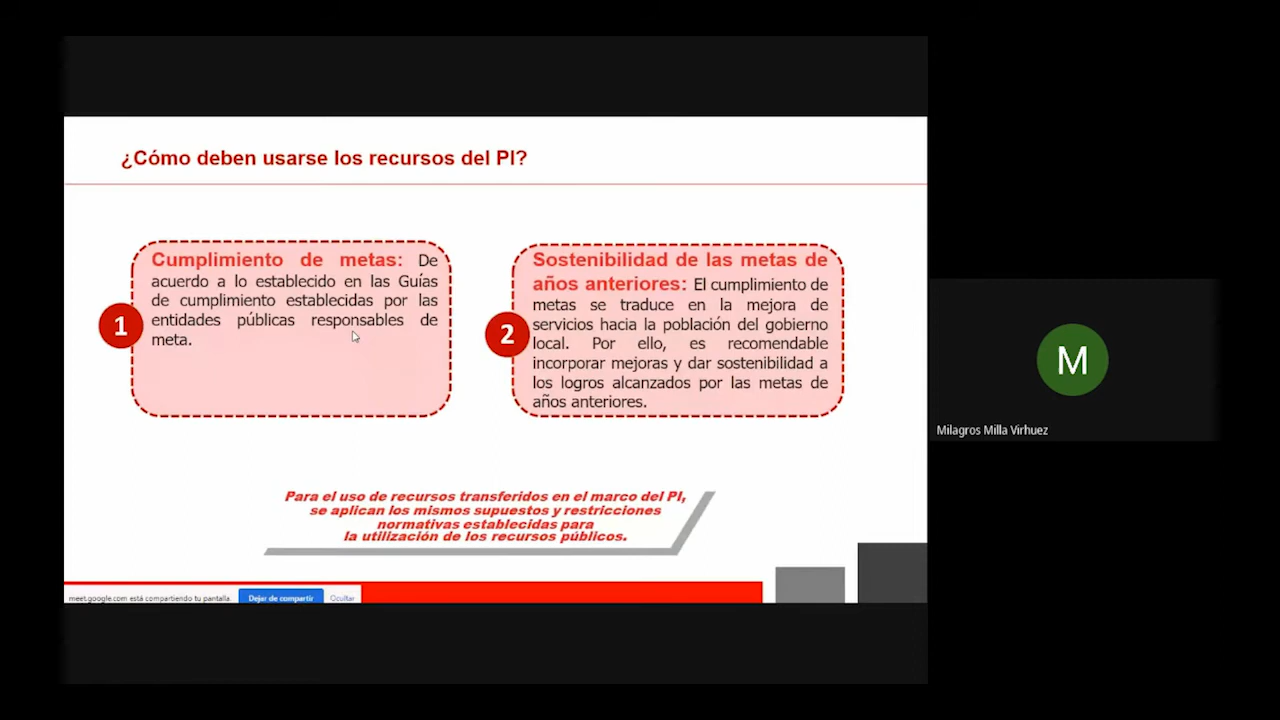 ¿Cómo deben usarse los recursos del PI?
Cumplimiento de metas: De
acuerdo a lo establecido en las Guías
de cumplimiento establecidas por las
entidades públicas responsables de
meta.
1
Sostenibilidad de las metas de
años anteriores: El cumplimiento de
metas se traduce en la mejora de
servicios hacia la población del gobierno
local. Por ello, es recomendable
incorporar mejoras y dar sostenibilidad a
los logros alcanzados por las metas de
años anteriores.
2
Para el uso de recursos transferidos en el marco del PI,
se aplican los mismos supuestos y restricciones
normativas establecidas para
la utilización de los recursos públicos.
meet.google.com está compartiendo tu pantalla.
Dejar de compartir
Ocultar
M
Milagros Milla Virhuez